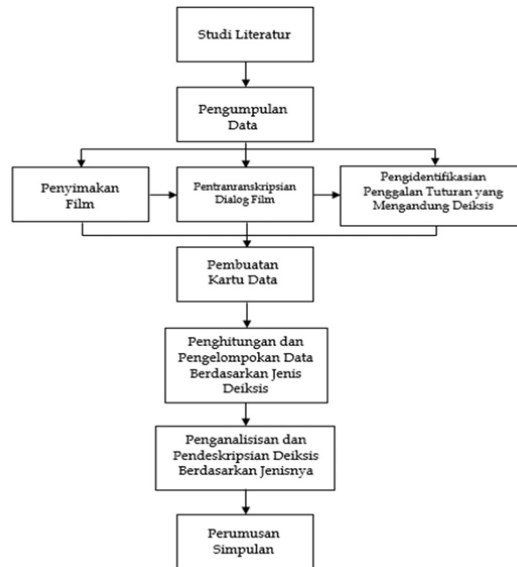 Studi Literatur
Pengumpulan
Data
Penyimakan
Film
Pentranranskripsian
Dialog Film
Pengidentifikasian
Penggalan Tuturan yang
Mengandung Deiksis
Pembuatan
Kartu Data
Penghitungan dan
Pengelompokan Data
Berdasarkan Jenis
Deiksis
Penganalisisan dan
Pendeskripsian Deiksis
Berdasarkan Jenisnya
Perumusan
Simpulan